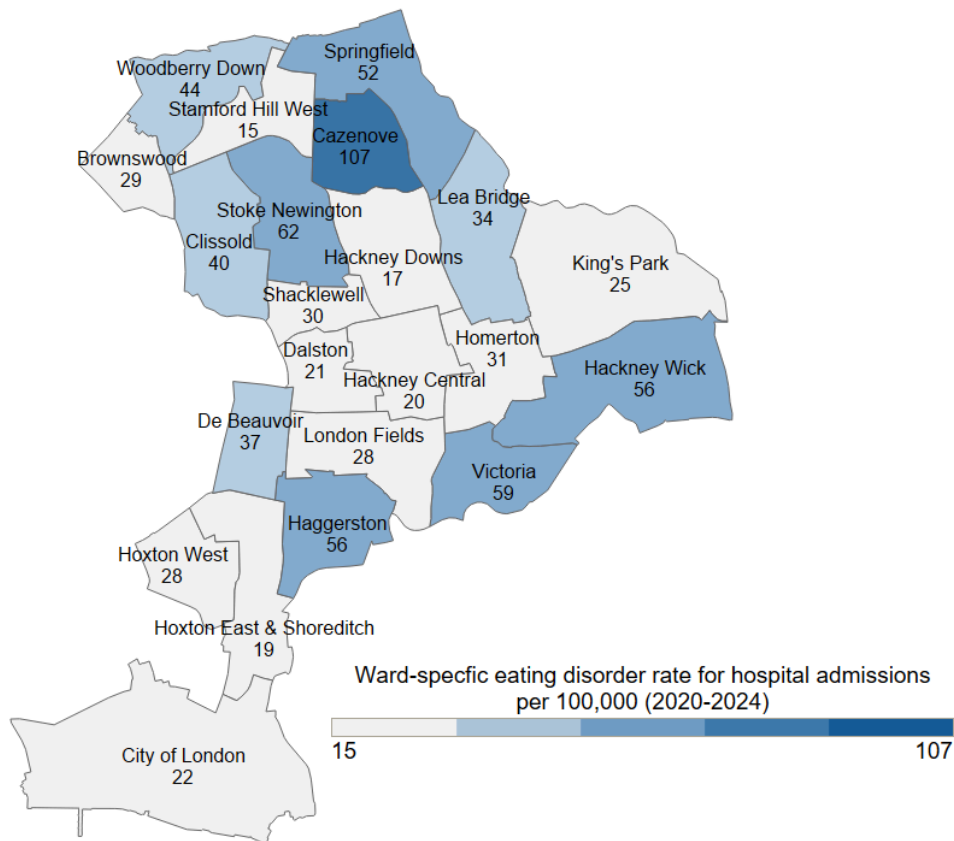 Springfield
52
Woodberry Down
44
Stamford Hill West
15
Cazenove
107
Brownswood
29
Lea Bridge
34
Stoke Newington
62
Clissold
40
Hackney Downs
17
King's Park
25
Shacklewell
30
Homerton
31
Dalston
21
Hackney Central
20
Hackney Wick
56
De Beauvoir
37
London Fields
28
Victoria
59
Haggerston
56
Hoxton West
28
Hoxton East & Shoreditch
19
City of London
22
Ward-specfic eating disorder rate for hospital admissions
per 100,000 (2020-2024)
15 107